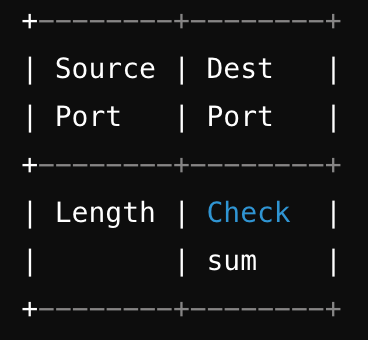 +--------+--------+
| Source | Dest   |
| Port   | Port   |
+--------+--------+
| Length | Check  |
|        | sum    |
+--------+--------+